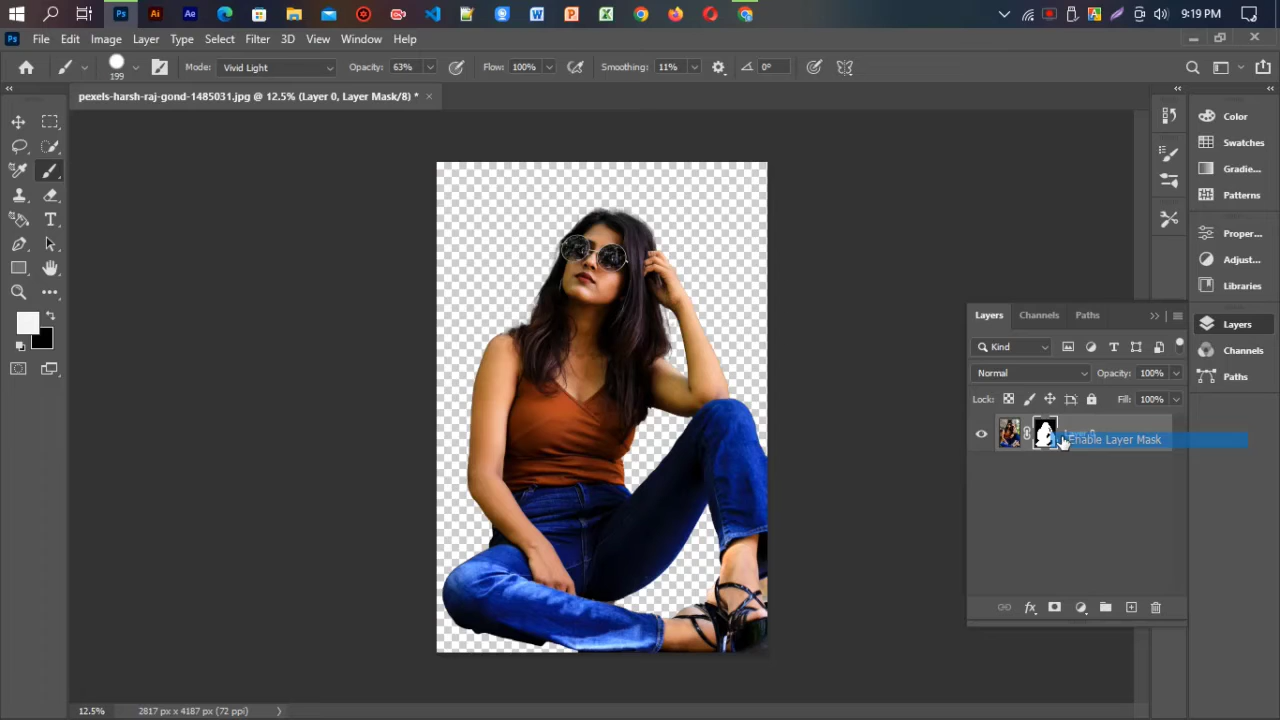 9:19 PM
Ps
File Edit Image Layer Type Select Filter 3D View Window Help
199
Mode: Vivid Light Opacity: 63% Flow: 100% Smoothing: 11% 0°
pexels-harsh-raj-gond-1485031.jpg @ 12.5% (Layer 0, Layer Mask/8) *
Color
Swatches
Gradie...
Patterns
Proper...
Adjust...
Libraries
Layers
Channels
Paths
Layers Channels Paths
Kind
Normal Opacity: 100%
Lock: Fill: 100%
Enable Layer Mask
fx
12.5% 2817 px x 4187 px (72 ppi)